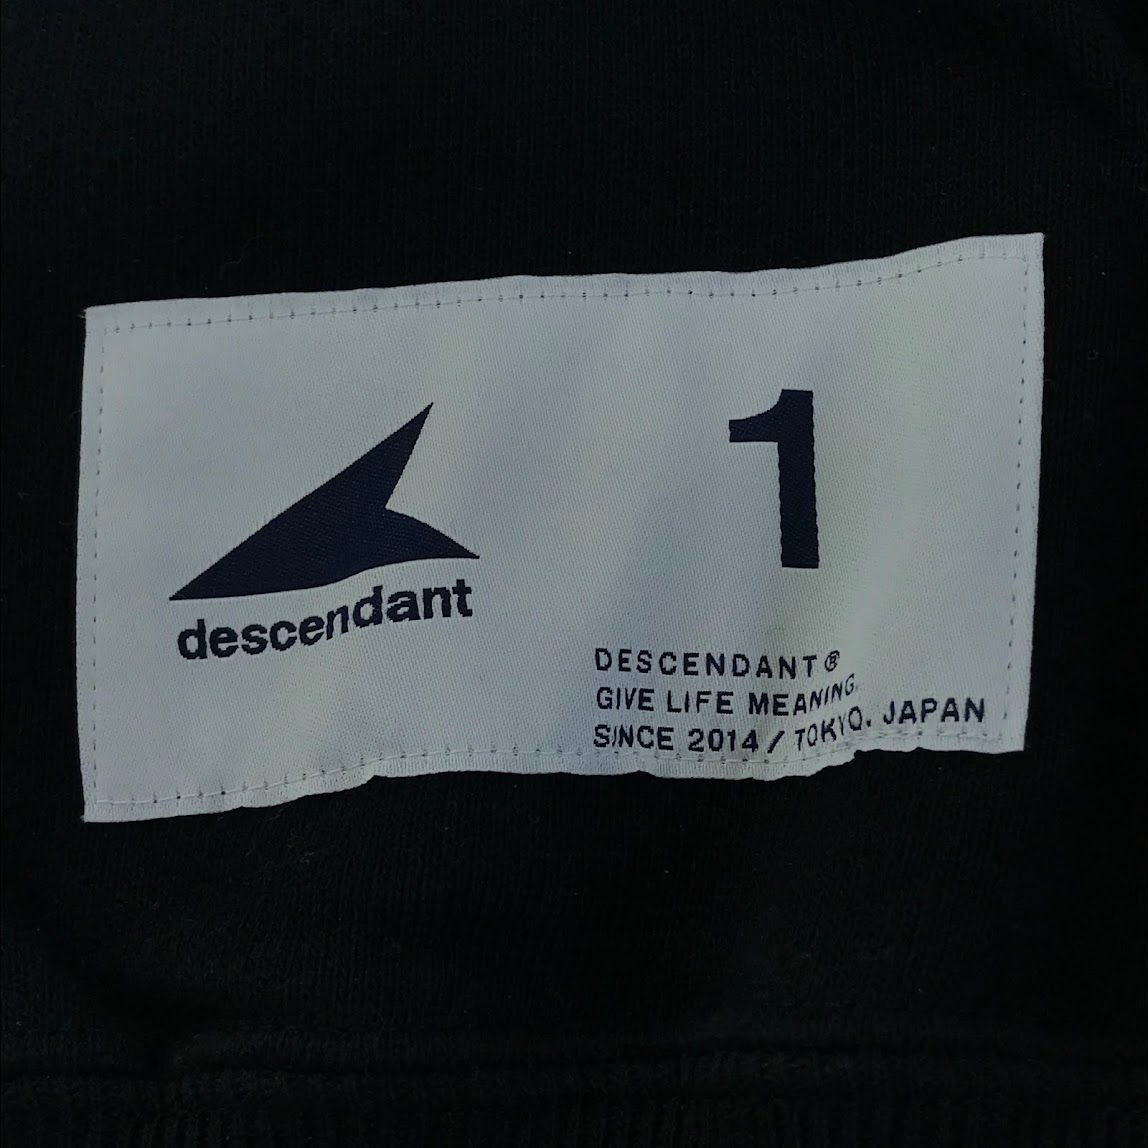 descendant
1
DESCENDANT®
GIVE LIFE MEANING.
SINCE 2014 / TOKYO. JAPAN